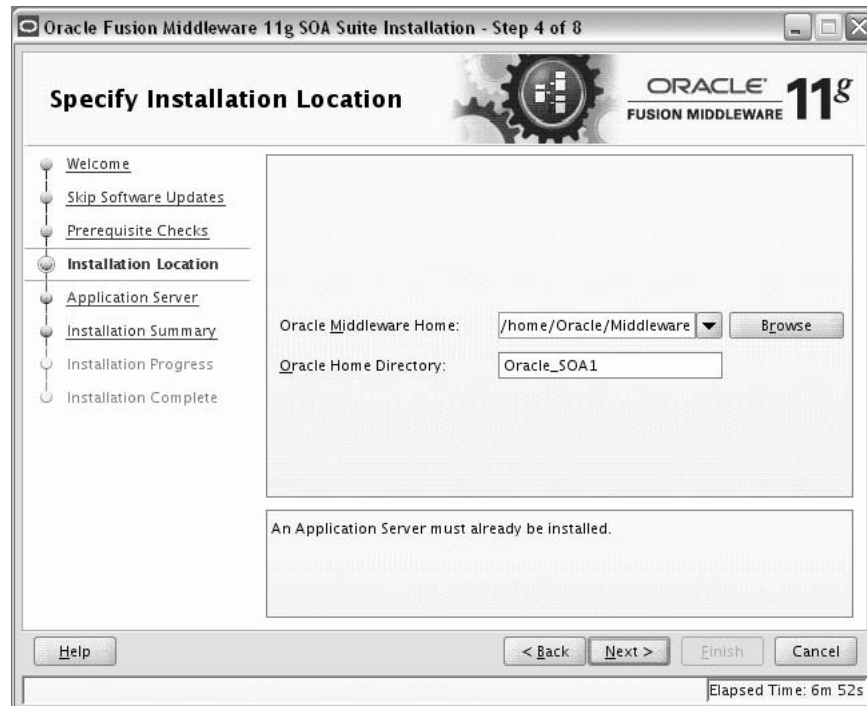 Oracle Fusion Middleware 11g SOA Suite Installation - Step 4 of 8
Specify Installation Location
ORACLE
FUSION MIDDLEWARE
11g
Welcome
Skip Software Updates
Prerequisite Checks
Installation Location
Application Server
Installation Summary
Installation Progress
Installation Complete
Oracle Middleware Home: /home/Oracle/Middleware Browse
Oracle Home Directory: Oracle_SOA1
An Application Server must already be installed.
Help < Back Next > Finish Cancel
Elapsed Time: 6m 52s